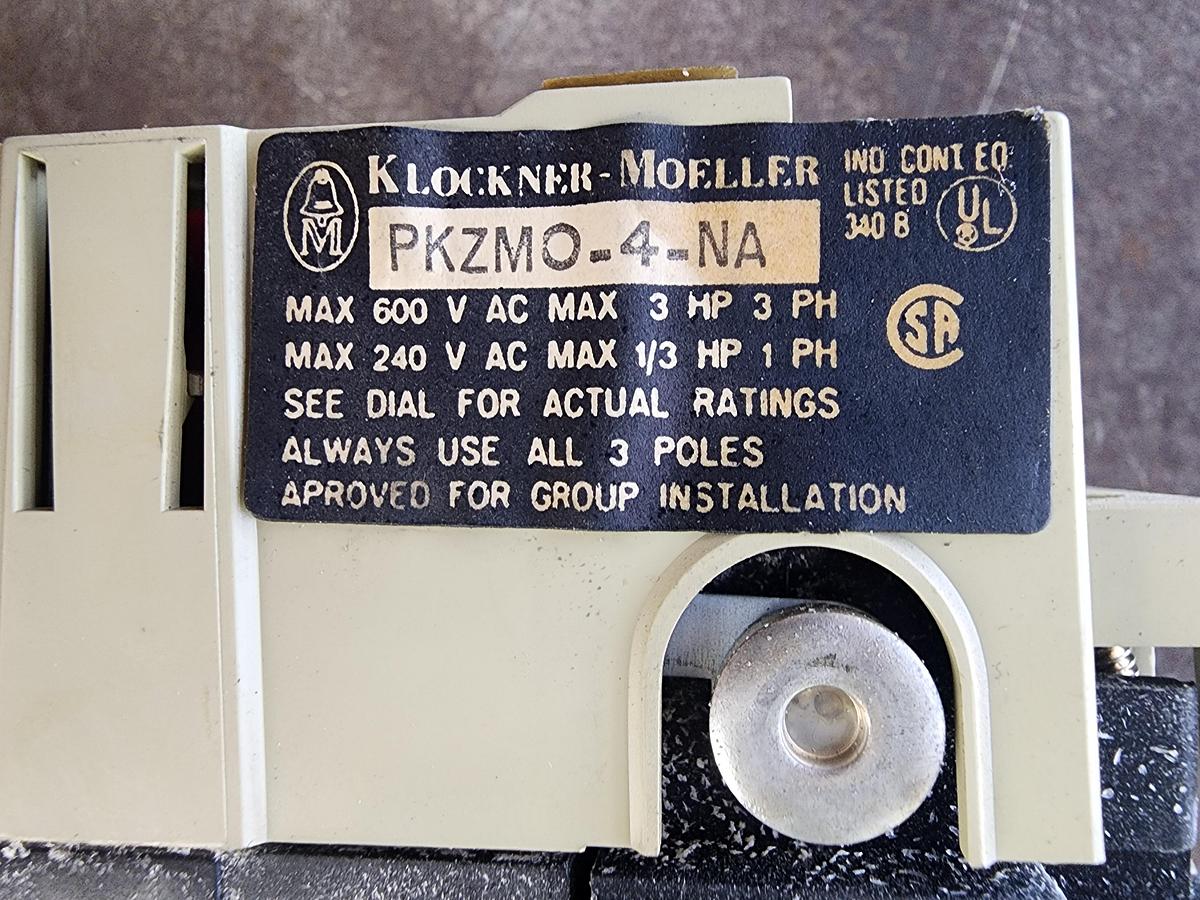 KLOCKNER-MOELLER
M
PKZMO-4-NA
IND CONT EQ
LISTED
340 B
UL
MAX 600 V AC MAX 3 HP 3 PH
MAX 240 V AC MAX 1/3 HP 1 PH
SA
SEE DIAL FOR ACTUAL RATINGS
ALWAYS USE ALL 3 POLES
APROVED FOR GROUP INSTALLATION